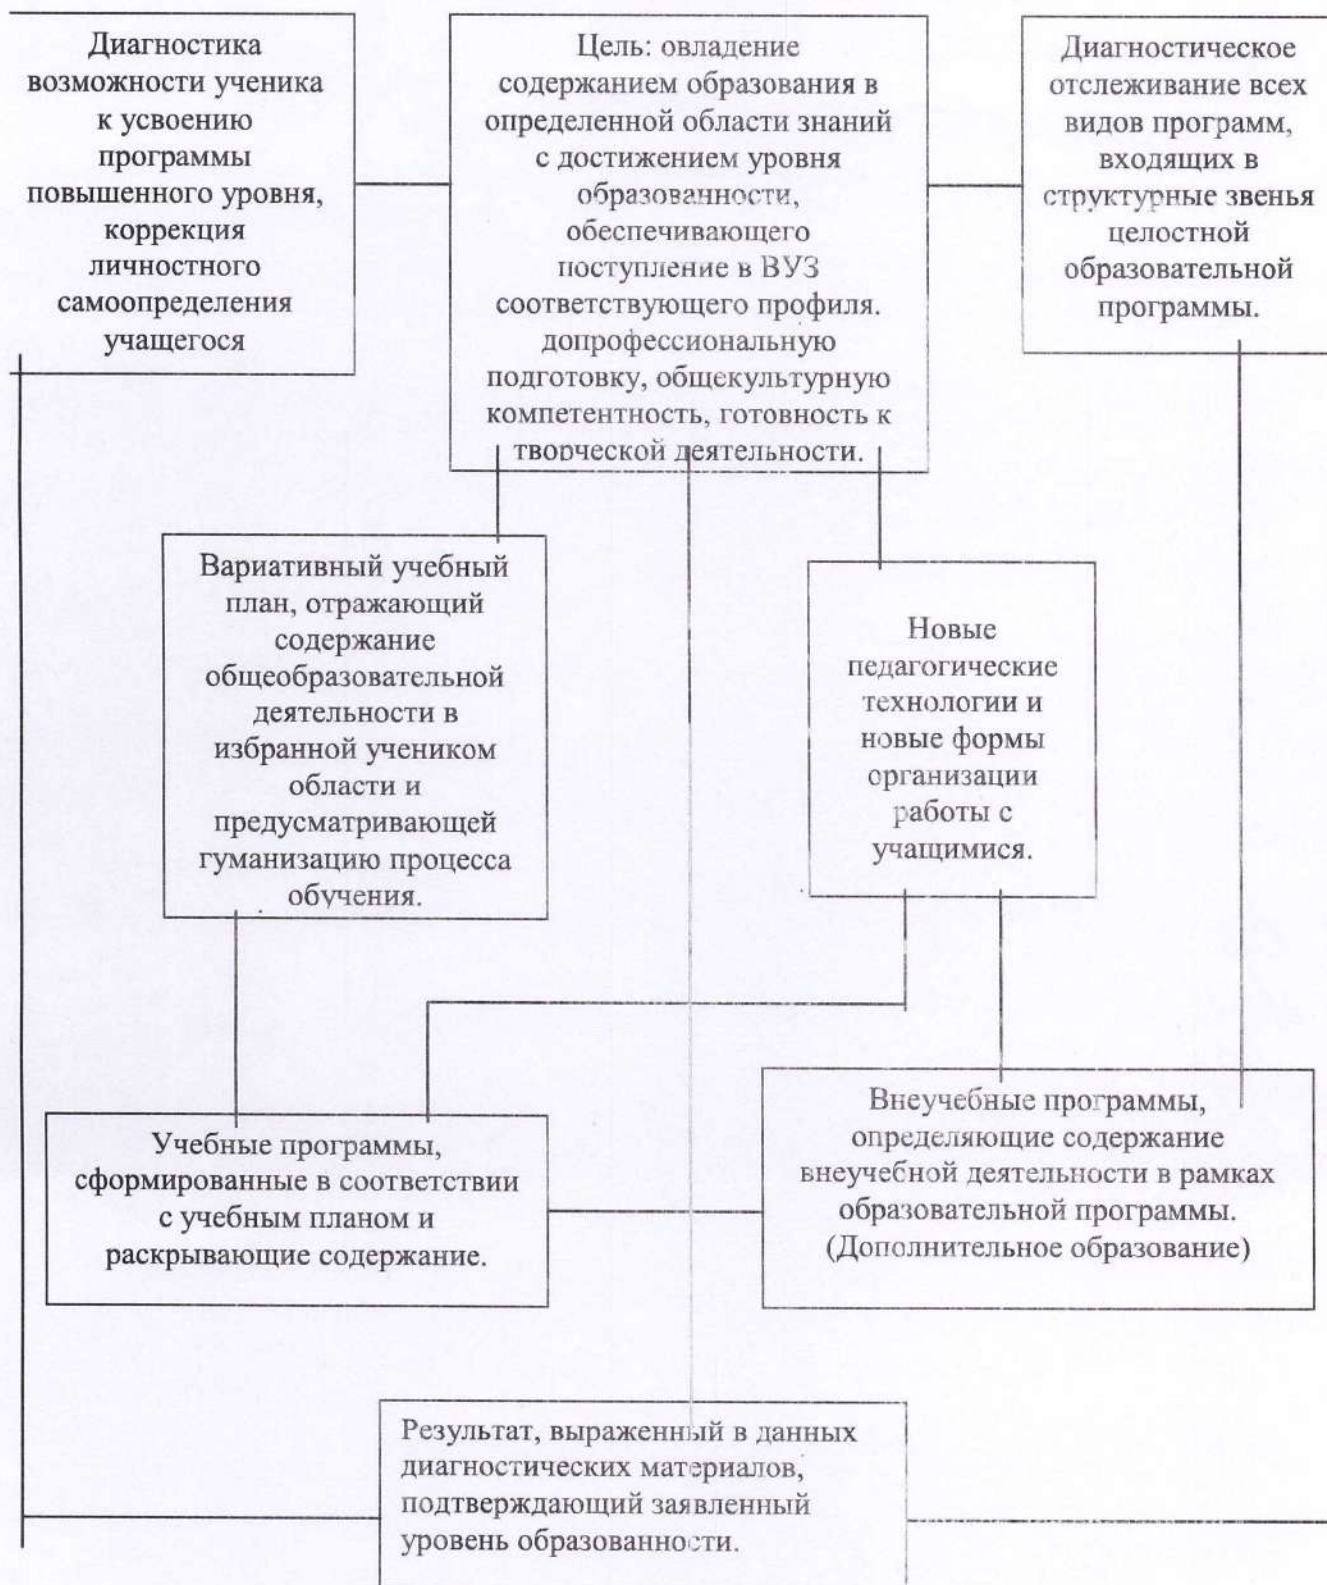 Диагностика
возможности ученика
к усвоению
программы
повышенного уровня,
коррекция
личностного
самоопределения
учащегося
Цель: овладение
содержанием образования в
определенной области знаний
с достижением уровня
образованности,
обеспечивающего
поступление в ВУЗ
соответствующего профиля.
допрофессиональную
подготовку, общекультурную
компетентность, готовность к
творческой деятельности.
Диагностическое
отслеживание всех
видов программ,
входящих в
структурные звенья
целостной
образовательной
программы.
Вариативный учебный
план, отражающий
содержание
общеобразовательной
деятельности в
избранной учеником
области и
предусматривающей
гуманизацию процесса
обучения.
Новые
педагогические
технологии и
новые формы
организации
работы с
учащимися.
Учебные программы,
сформированные в соответствии
с учебным планом и
раскрывающие содержание.
Внеучебные программы,
определяющие содержание
внеучебной деятельности в рамках
образовательной программы.
(Дополнительное образование)
Результат, выраженный в данных
диагностических материалов,
подтверждающий заявленный
уровень образованности.